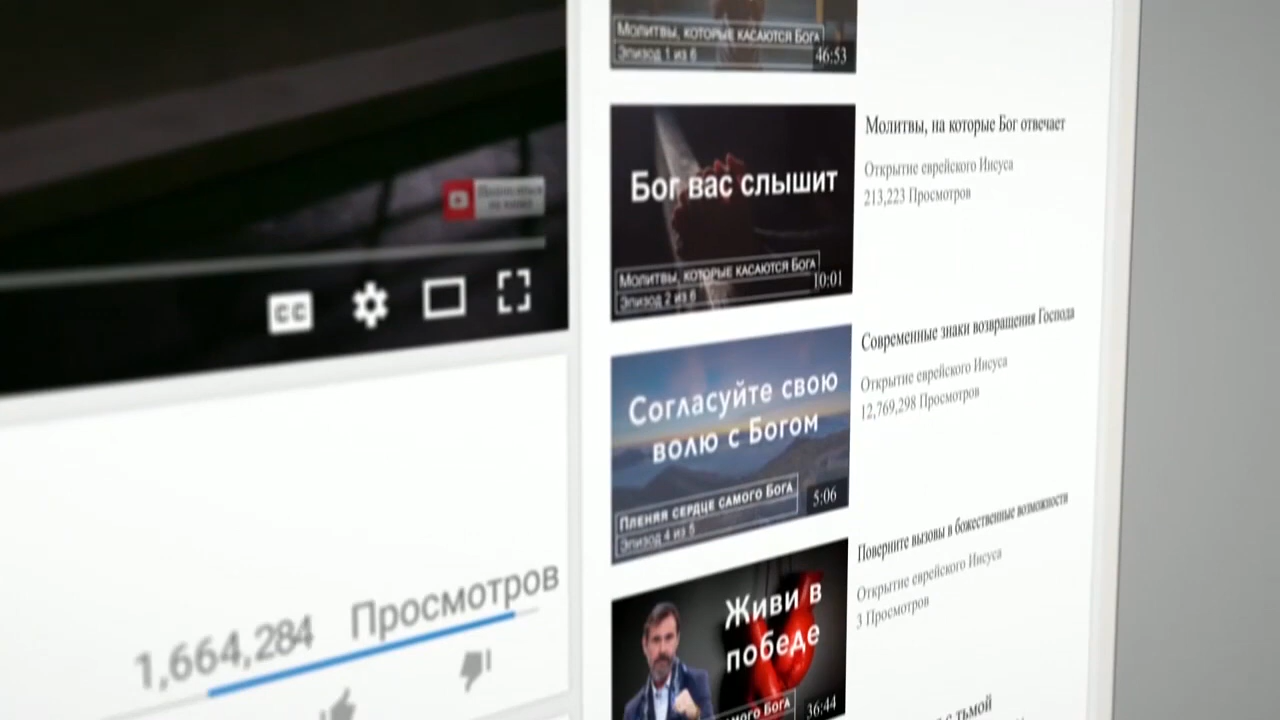 Молитвы, которые касаются Бога
Эпизод 1 из 6
46:53
Бог вас слышит
Молитвы, которые касаются Бога
Эпизод 2 из 6
10:01
Молитвы, на которые Бог отвечает
Открытие еврейского Иисуса
213,223 Просмотров
Согласуйте свою
волю с Богом
Пленяя сердце самого Бога
Эпизод 4 из 5
5:06
Современные знаки возвращения Господа
Открытие еврейского Иисуса
12,769,298 Просмотров
Живи в
победе
самого Бога
36:44
Поверните вызовы в божественные возможности
Открытие еврейского Иисуса
3 Просмотров
с тьмой
CC
1,664,284 Просмотров